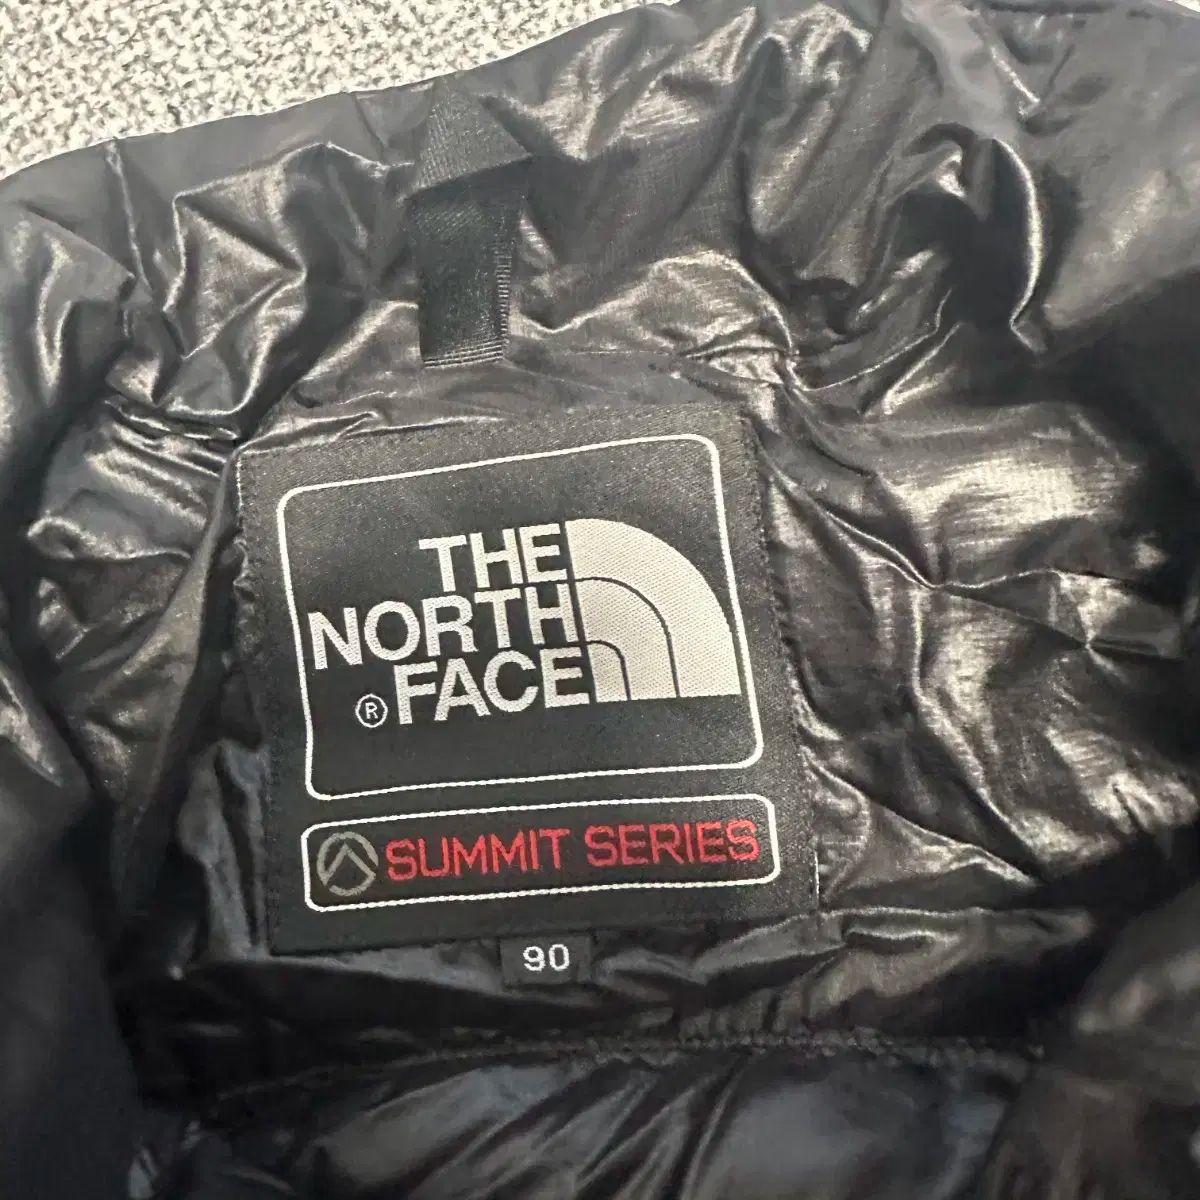 THE
NORTH
® FACE
SUMMIT SERIES
90